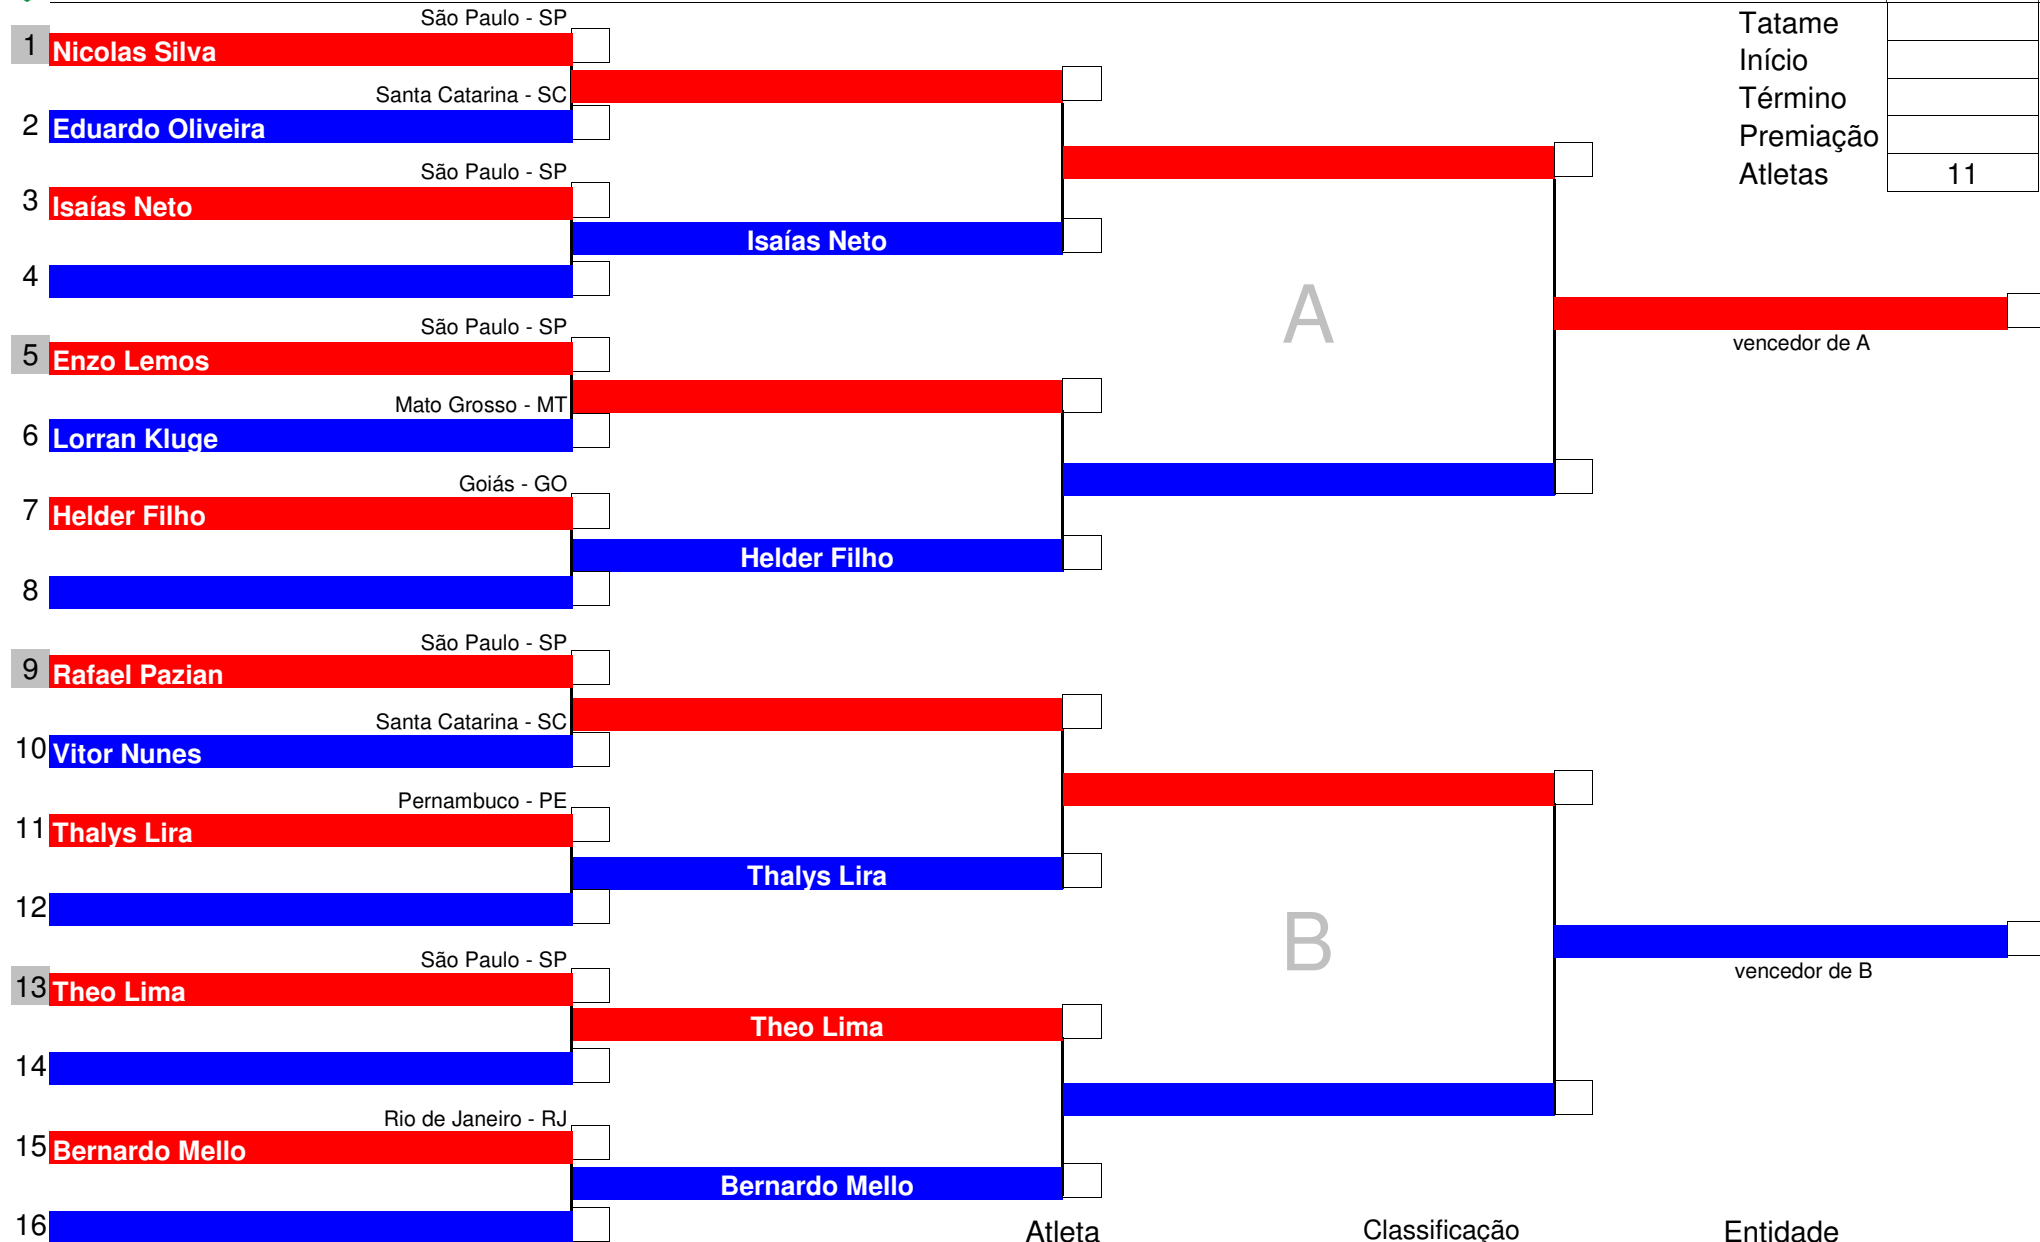 São Paulo - SP
1 Nicolas Silva
Santa Catarina - SC
2 Eduardo Oliveira
São Paulo - SP
3 Isaías Neto
Isaías Neto
4
São Paulo - SP
5 Enzo Lemos
Mato Grosso - MT
6 Lorran Kluge
Goiás - GO
7 Helder Filho
Helder Filho
8
A
vencedor de A
São Paulo - SP
9 Rafael Pazian
Santa Catarina - SC
10 Vitor Nunes
Pernambuco - PE
11 Thalys Lira
Thalys Lira
12
São Paulo - SP
13 Theo Lima
Theo Lima
14
Rio de Janeiro - RJ
15 Bernardo Mello
Bernardo Mello
16
B
vencedor de B
Tatame
Início
Término
Premiação
Atletas 11
Atleta Classificação Entidade